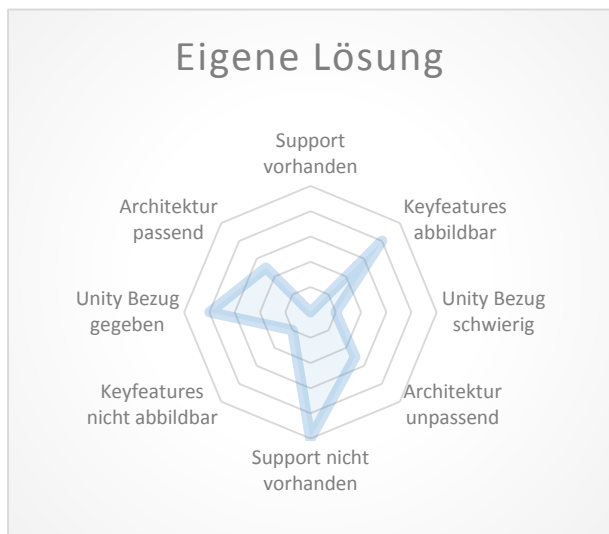 Eigene Lösung
Support
vorhanden
Keyfeatures
abbildbar
Unity Bezug
schwierig
Architektur
unpassend
Support nicht
vorhanden
Keyfeatures
nicht abbildbar
Unity Bezug
gegeben
Architektur
passend